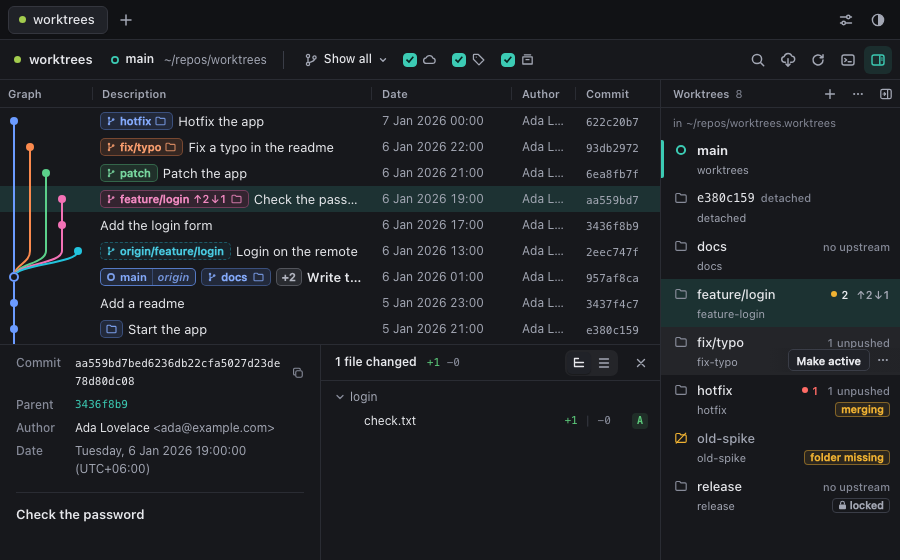 worktrees
worktrees main ~/repos/worktrees Show all
Graph Description Date Author Commit
hotfix Hotfix the app 7 Jan 2026 00:00 Ada L... 622c20b7
fix/typo Fix a typo in the readme 6 Jan 2026 22:00 Ada L... 93db2972
patch Patch the app 6 Jan 2026 21:00 Ada L... 6ea8fb7f
feature/login ↑2↓1 Check the pass... 6 Jan 2026 19:00 Ada L... aa559bd7
Add the login form 6 Jan 2026 17:00 Ada L... 3436f8b9
origin/feature/login Login on the remote 6 Jan 2026 13:00 Ada L... 2eec747f
main origin docs +2 Write t... 6 Jan 2026 01:00 Ada L... 957af8ca
Add a readme 5 Jan 2026 23:00 Ada L... 3437f4c7
Start the app 5 Jan 2026 21:00 Ada L... e380c159
Commit aa559bd7bed6236db22cfa5027d23de
78d80dc08
Parent 3436f8b9
Author Ada Lovelace <ada@example.com>
Date Tuesday, 6 Jan 2026 19:00:00
(UTC+06:00)
Check the password
1 file changed +1 −0
login
check.txt +1 −0 A
Worktrees 8
in ~/repos/worktrees.worktrees
main
worktrees
e380c159 detached
detached
docs no upstream
docs
feature/login 2 ↑2↓1
feature-login
fix/typo 1 unpushed
fix-typo Make active
hotfix 1 1 unpushed
hotfix merging
old-spike
old-spike folder missing
release no upstream
release locked